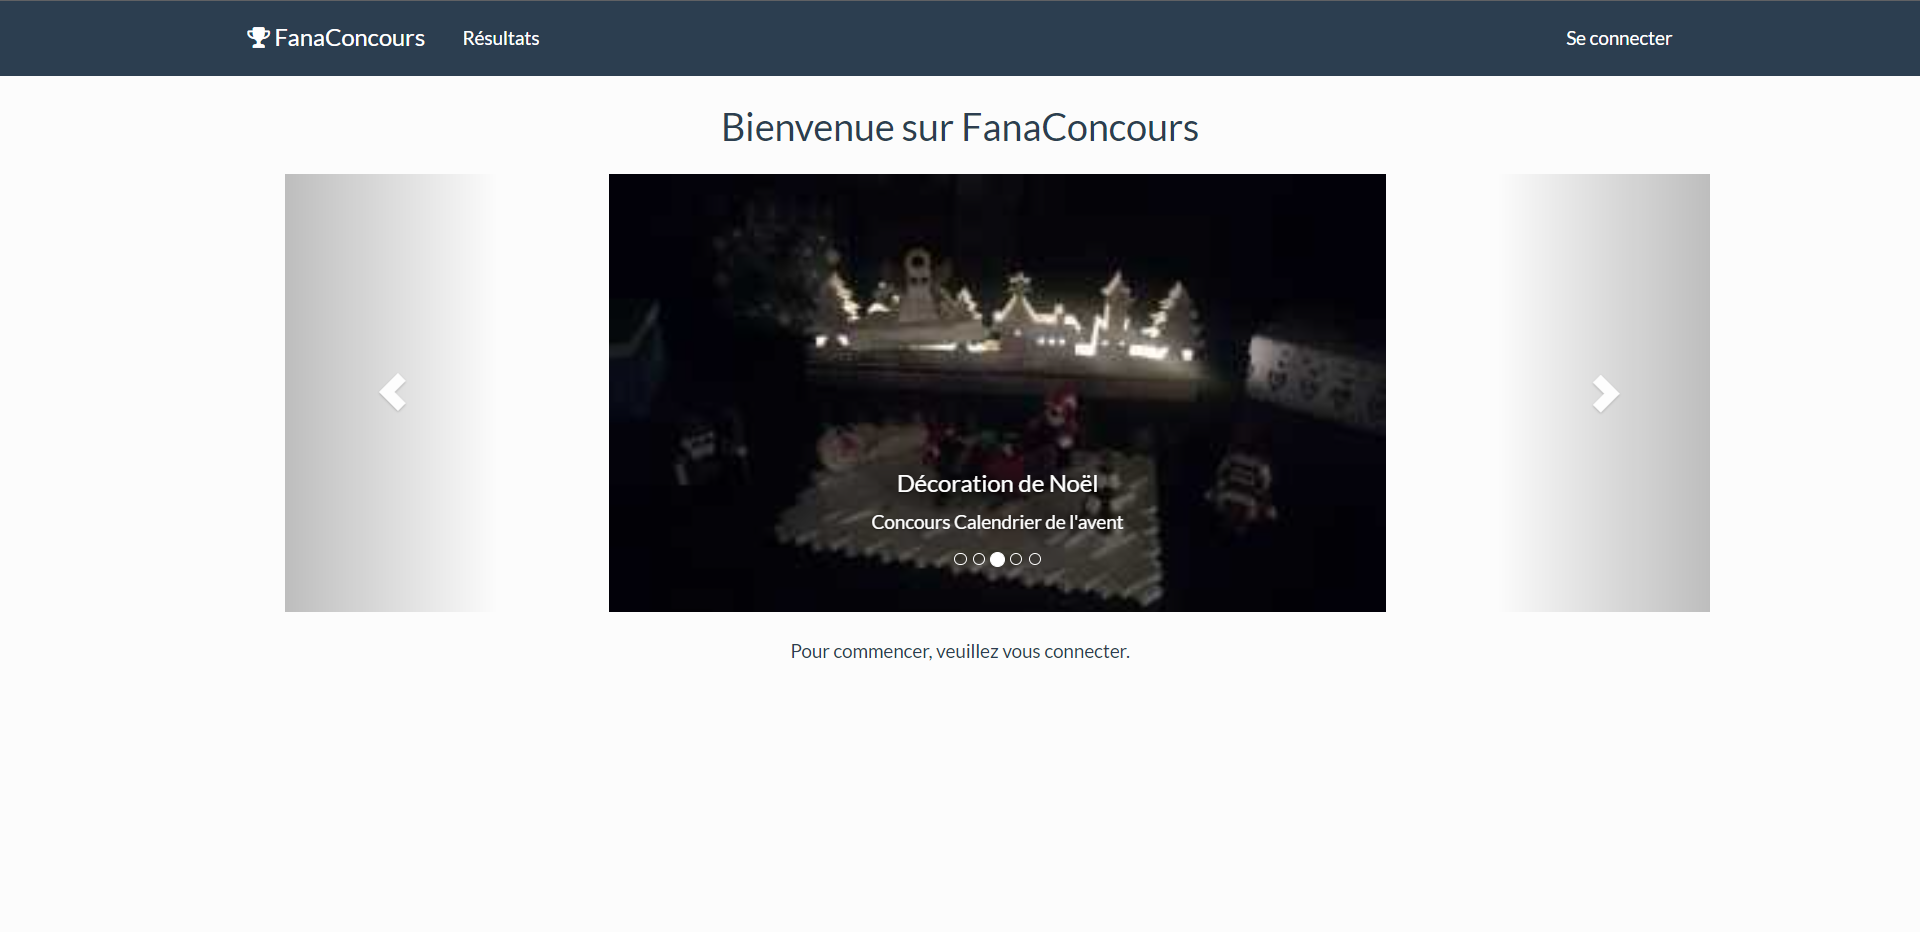 FanaConcours Résultats Se connecter
Bienvenue sur FanaConcours
Décoration de Noël
Concours Calendrier de l'avent
Pour commencer, veuillez vous connecter.